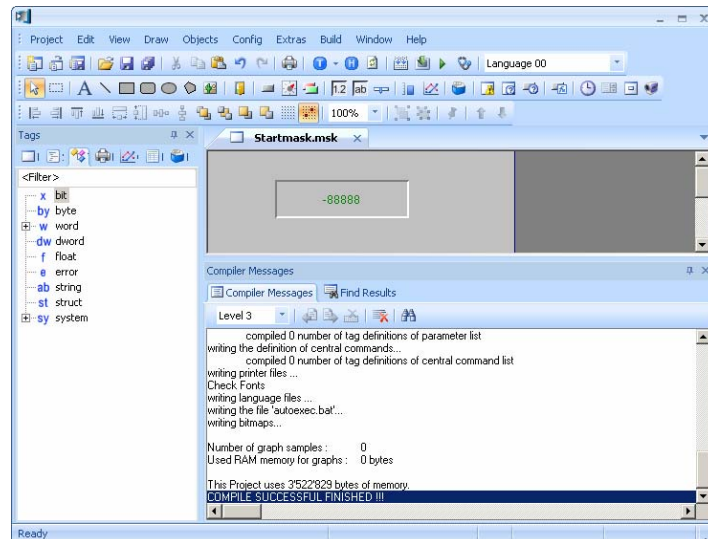 Project Edit View Draw Objects Config Extras Build Window Help
Language 00
A 1.2 ab
100%
Tags
Startmask.msk
<Filter>
x bit
by byte
w word
dw dword
f float
e error
ab string
st struct
sy system
-88888
Compiler Messages
Compiler Messages Find Results
Level 3
compiled 0 number of tag definitions of parameter list
writing the definition of central commands...
compiled 0 number of tag definitions of central command list
writing printer files ...
Check Fonts
writing language files ...
writing the file 'autoexec.bat'...
writing bitmaps...
Number of graph samples : 0
Used RAM memory for graphs : 0 bytes
This Project uses 3'522'829 bytes of memory.
COMPILE SUCCESSFUL FINISHED !!!
Ready